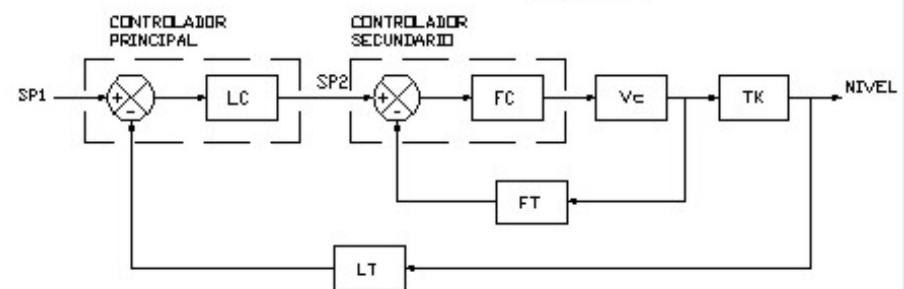 CONTROLADOR
PRINCIPAL
CONTROLADOR
SECUNDARIO
SP1
+
-
LC
SP2
+
-
FC
Vc
TK
NIVEL
FT
LT